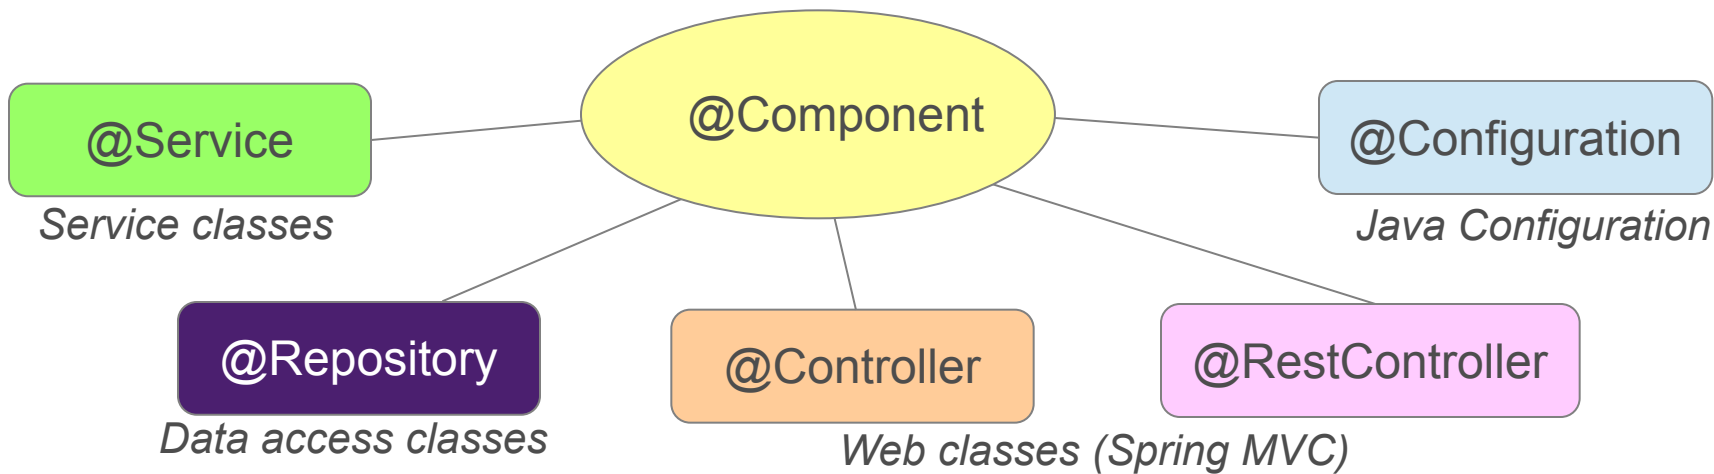 @Component
@Service
Service classes
@Configuration
Java Configuration
@Repository
Data access classes
@Controller
@RestController
Web classes (Spring MVC)